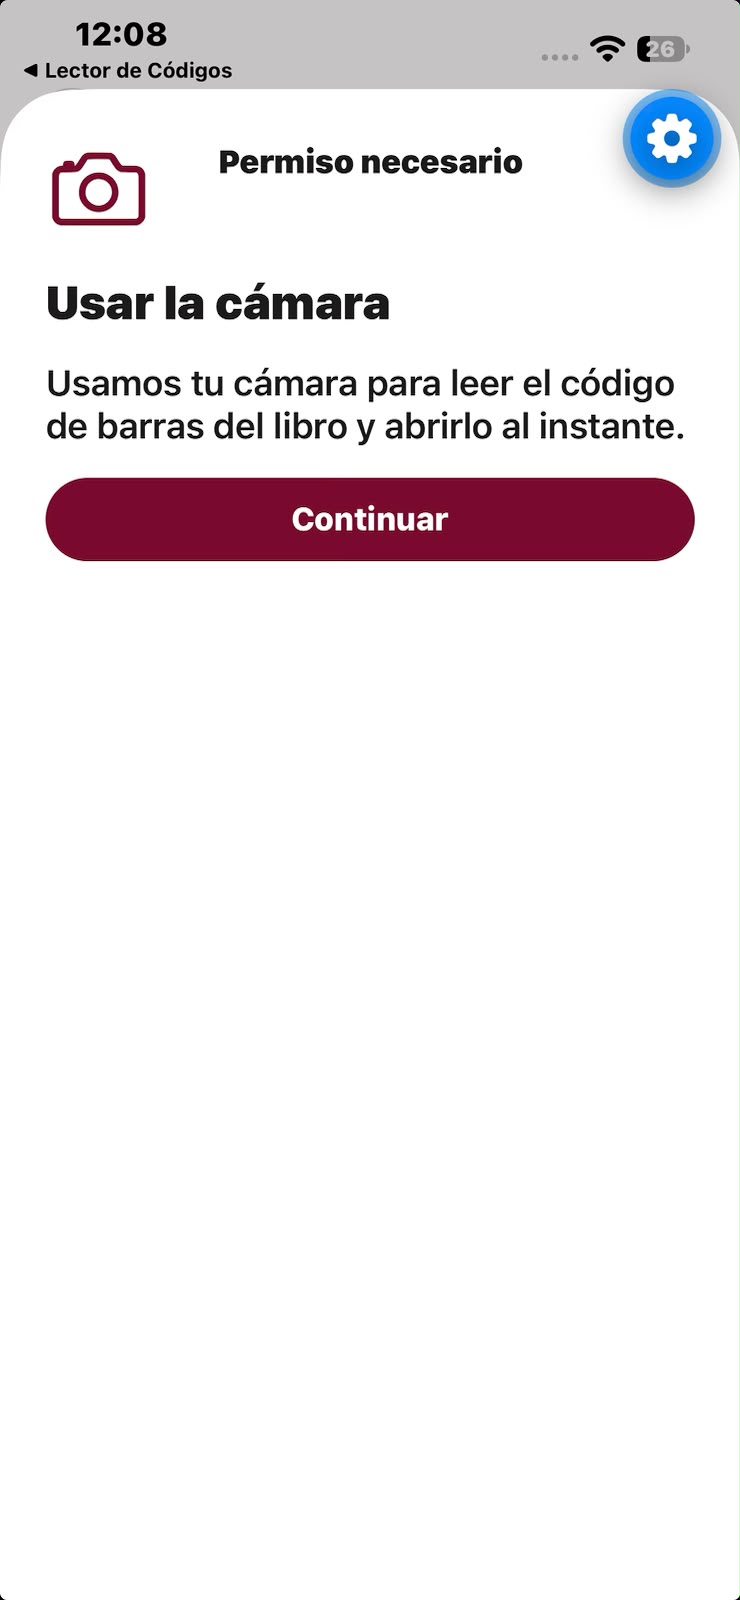 12:08
26
◀ Lector de Códigos
Permiso necesario
Usar la cámara
Usamos tu cámara para leer el código
de barras del libro y abrirlo al instante.
Continuar